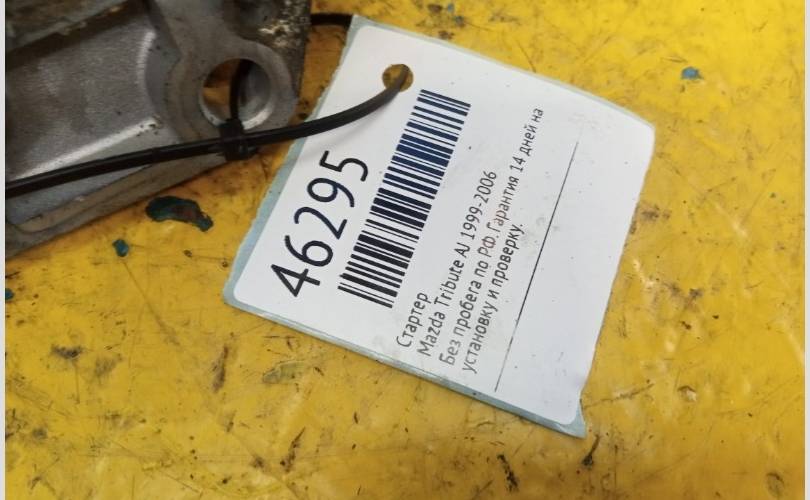 46295
Стартер
Mazda Tribute AJ 1999-2006
Без пробега по РФ. Гарантия 14 дней на
установку и проверку.